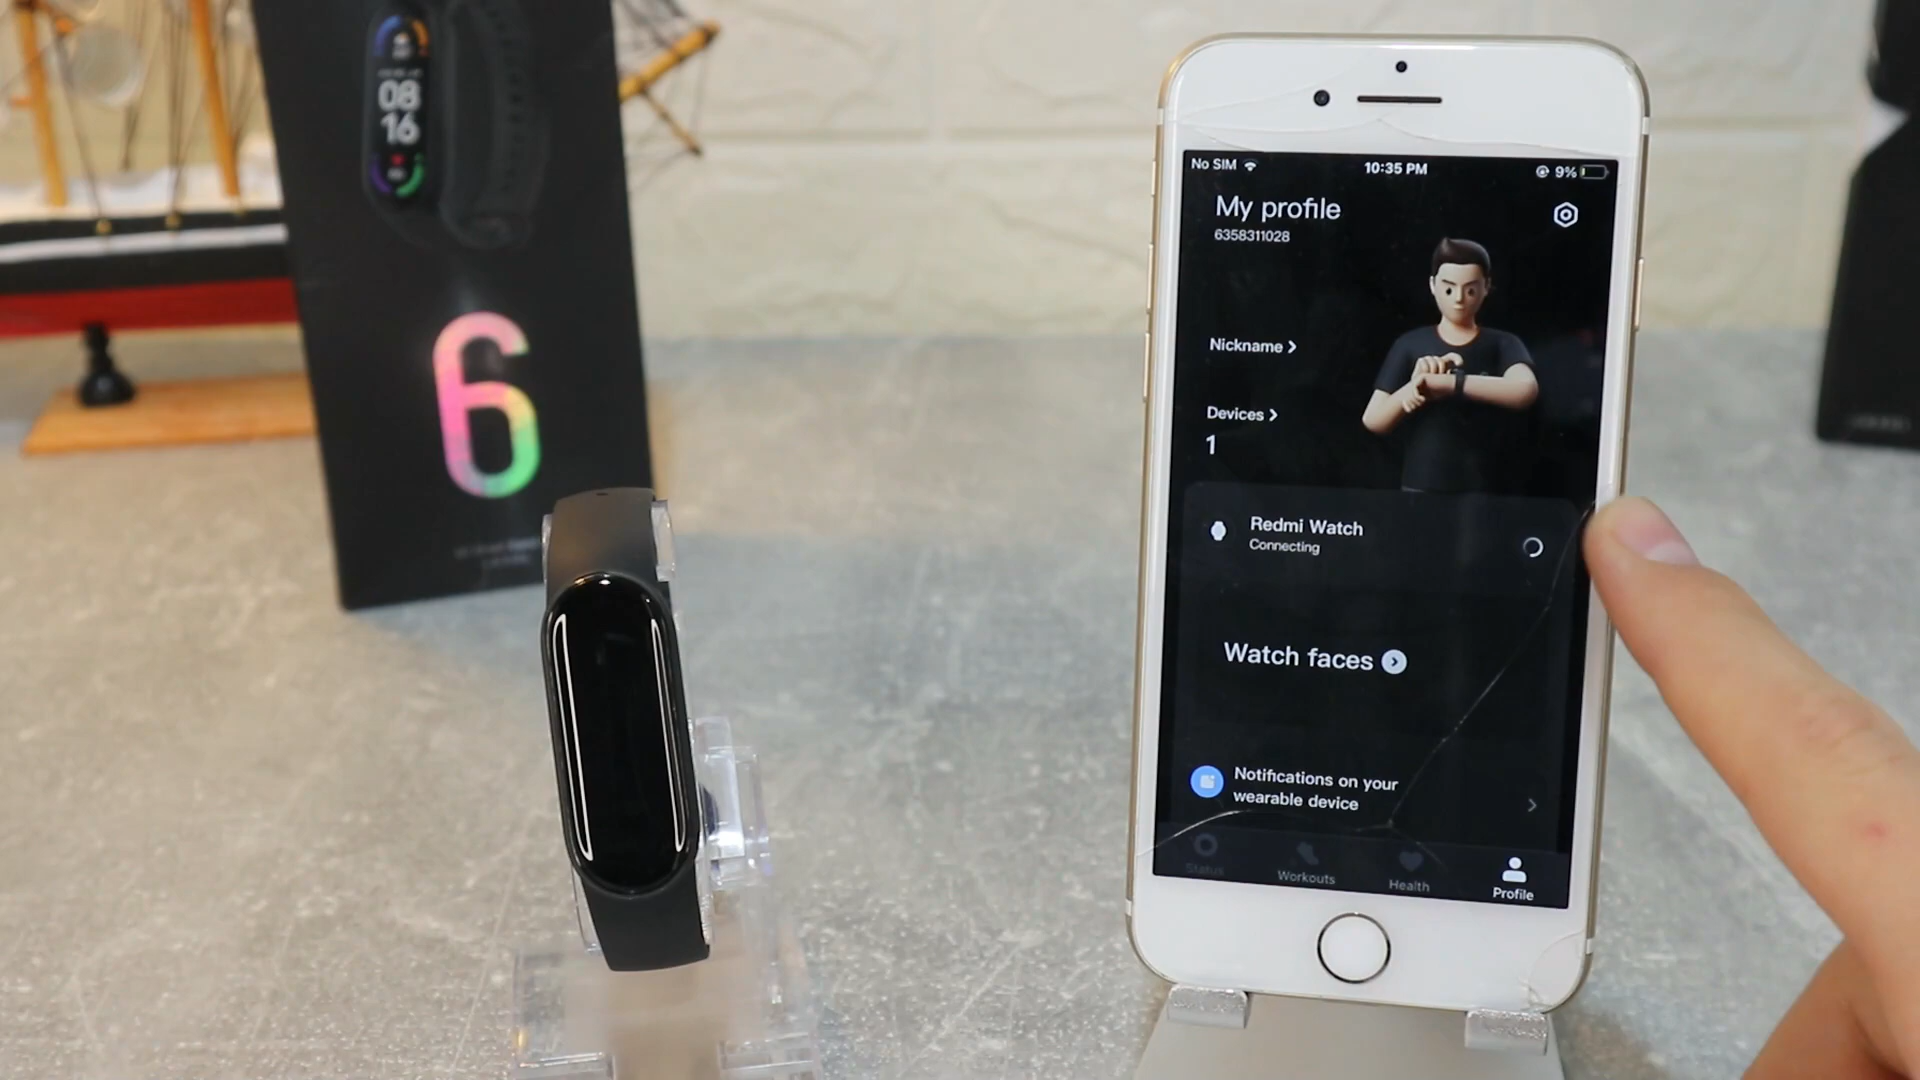 08
16
6
No SIM
10:35 PM
9%
My profile
6358311028
Nickname
Devices
1
Redmi Watch
Connecting
Watch faces
Notifications on your
wearable device
Status
Workouts
Health
Profile